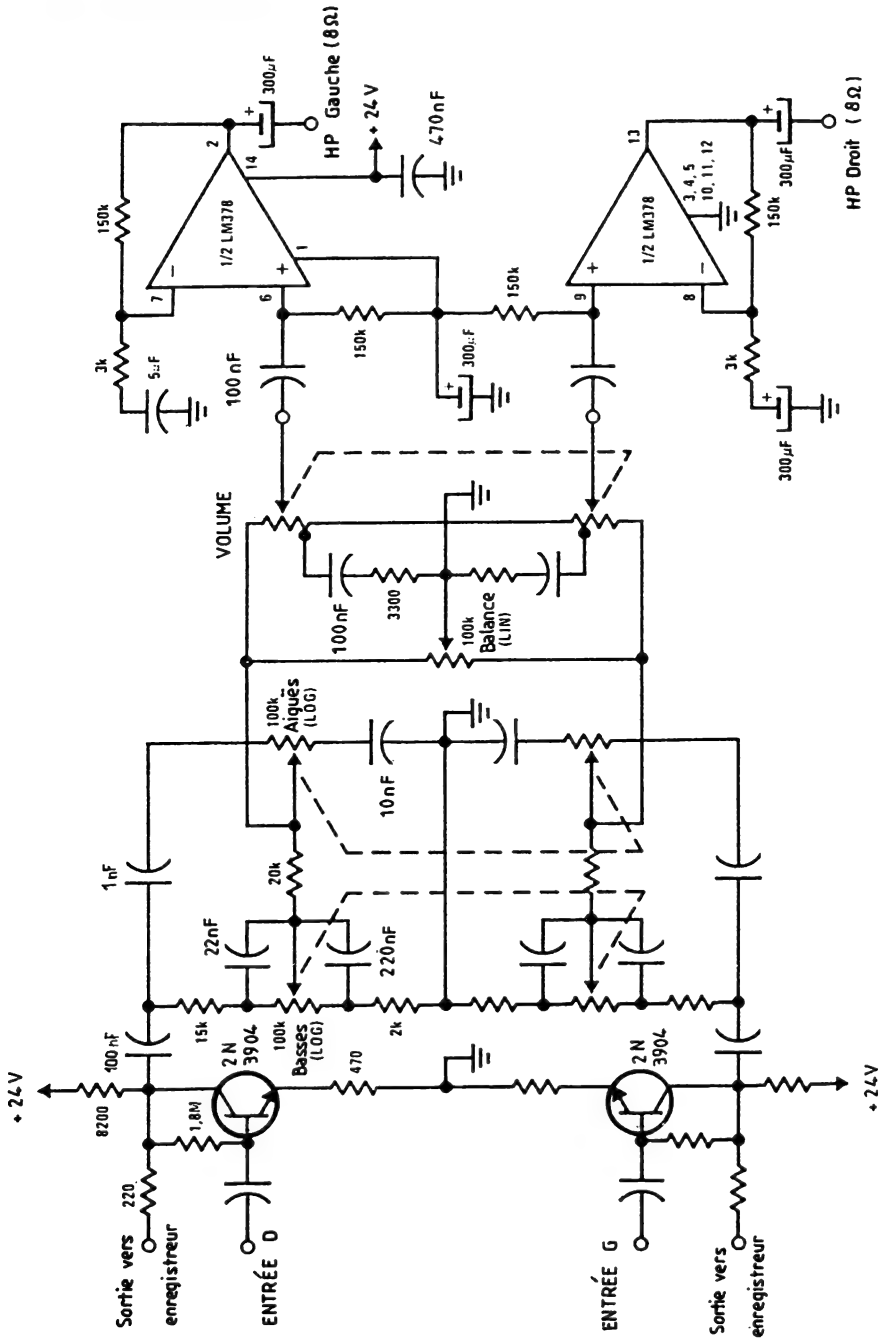 + 24V
8200
220
Sortie vers
enregistreur
1,8M
ENTRÉE D
100nF
2 N
3904
470
15k
100k
Basses
(LOG)
2k
22nF
220nF
1nF
20k
100k
Aiguës
(LOG)
10nF
VOLUME
100nF
3300
100k
Balance
(LIN)
3k
5µF
150k
7
6
−
+
1/2 LM378
2
14
1
+
300µF
HP Gauche (8Ω)
+ 24V
470nF
100nF
150k
+
300µF
150k
9
8
+
−
1/2 LM378
13
3, 4, 5
10, 11, 12
150k
3k
+
300µF
+
300µF
HP Droit (8Ω)
2 N
3904
ENTRÉE G
Sortie vers
enregistreur
+ 24V